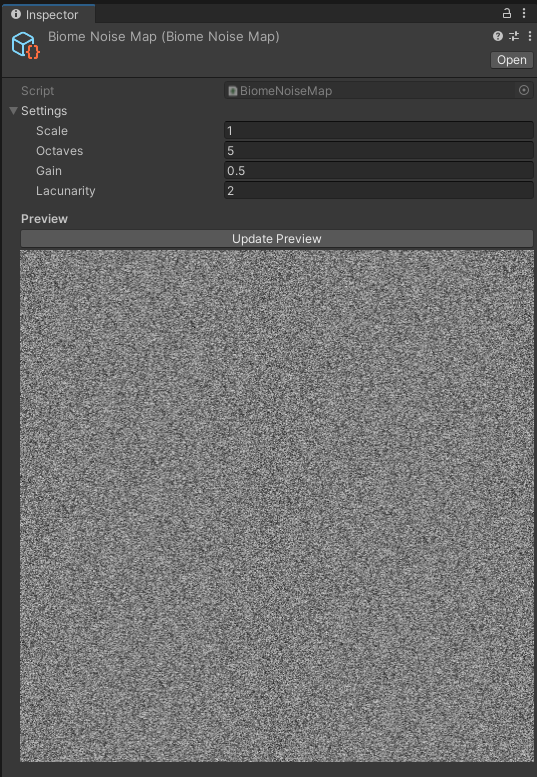 Inspector
Biome Noise Map (Biome Noise Map)
Open
Script BiomeNoiseMap
Settings
Scale 1
Octaves 5
Gain 0.5
Lacunarity 2
Preview
Update Preview